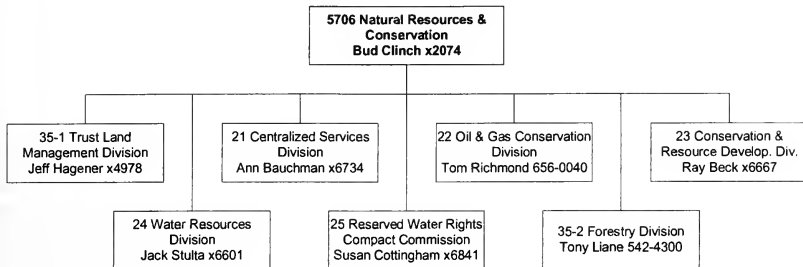 5706 Natural Resources &
Conservation
Bud Clinch x2074
35-1 Trust Land
Management Division
Jeff Hagener x4978
21 Centralized Services
Division
Ann Bauchman x6734
22 Oil & Gas Conservation
Division
Tom Richmond 656-0040
23 Conservation &
Resource Develop. Div.
Ray Beck x6667
24 Water Resources
Division
Jack Stulta x6601
25 Reserved Water Rights
Compact Commission
Susan Cottingham x6841
35-2 Forestry Division
Tony Liane 542-4300